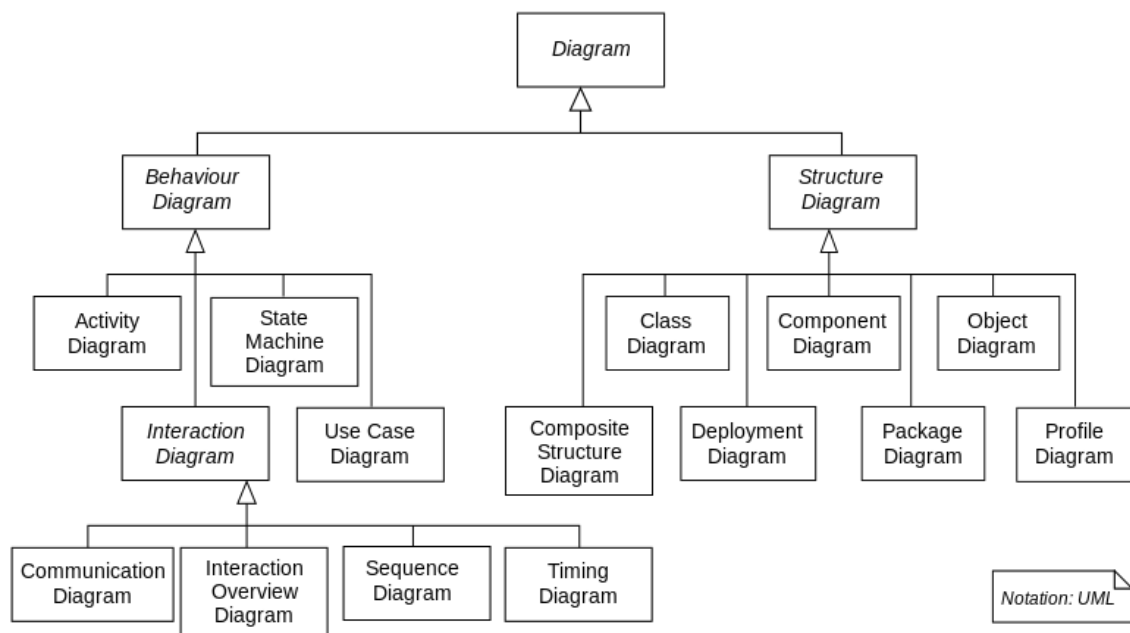 Diagram
Behaviour
Diagram
Structure
Diagram
Activity
Diagram
State
Machine
Diagram
Class
Diagram
Component
Diagram
Object
Diagram
Interaction
Diagram
Use Case
Diagram
Composite
Structure
Diagram
Deployment
Diagram
Package
Diagram
Profile
Diagram
Communication
Diagram
Interaction
Overview
Diagram
Sequence
Diagram
Timing
Diagram
Notation: UML